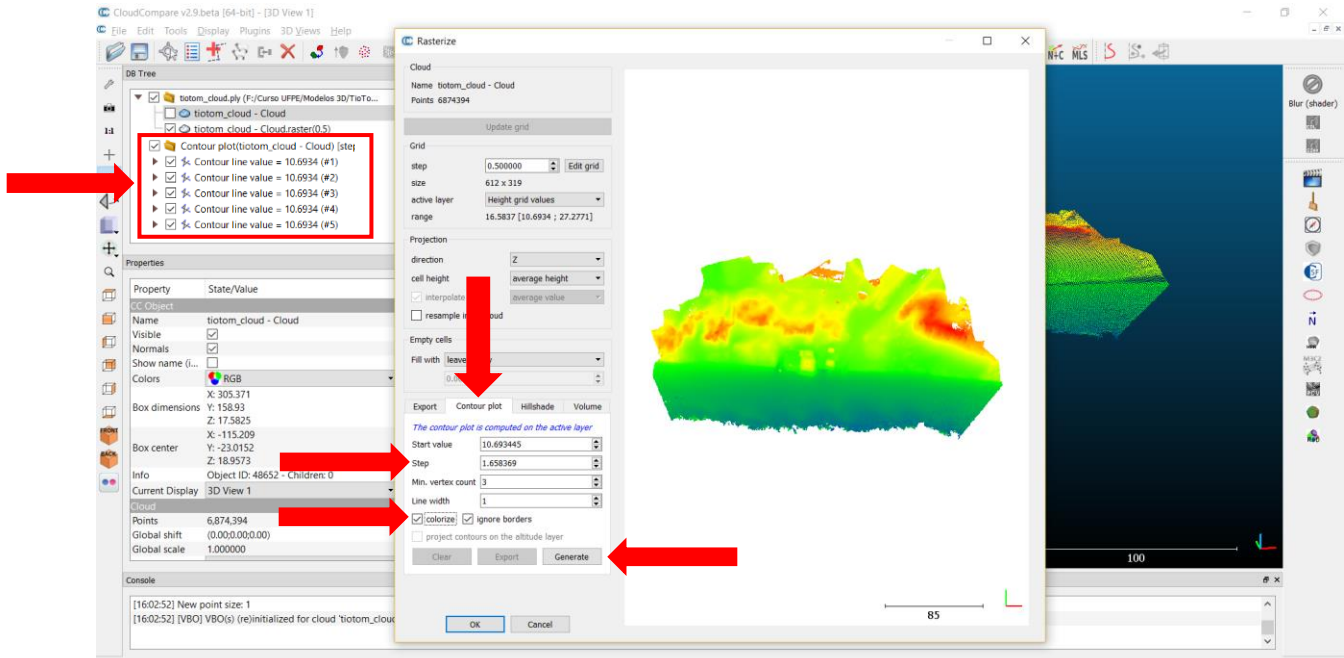 CloudCompare v2.9.beta [64-bit] - [3D View 1]
File Edit Tools Display Plugins 3D Views Help
N+C MLS S S.
DB Tree
tiotom_cloud.ply (F:/Curso UFPE/Modelos 3D/TioTo...
tiotom_cloud - Cloud
tiotom_cloud - Cloud.raster(0.5)
Contour plot(tiotom_cloud - Cloud) [step
Contour line value = 10.6934 (#1)
Contour line value = 10.6934 (#2)
Contour line value = 10.6934 (#3)
Contour line value = 10.6934 (#4)
Contour line value = 10.6934 (#5)
1:1
FRONT
BACK
Properties
Property State/Value
CC Object
Name tiotom_cloud - Cloud
Visible
Normals
Show name (i...
Colors RGB
Box dimensions X: 305.371
Y: 158.93
Z: 17.5825
Box center X: -115.209
Y: -23.0152
Z: 18.9573
Info Object ID: 48652 - Children: 0
Current Display 3D View 1
Cloud
Points 6,874,394
Global shift (0.00;0.00;0.00)
Global scale 1.000000
Console
[16:02:52] New point size: 1
[16:02:52] [VBO] VBO(s) (re)initialized for cloud 'tiotom_clou
Rasterize
Cloud
Name tiotom_cloud - Cloud
Points 6874394
Update grid
Grid
step 0.500000 Edit grid
size 612 x 319
active layer Height grid values
range 16.5837 [10.6934 ; 27.2771]
Projection
direction Z
cell height average height
interpolate average value
resample in oud
Empty cells
Fill with leave y
0.0
Export Contour plot Hillshade Volume
The contour plot is computed on the active layer
Start value 10.693445
Step 1.658369
Min. vertex count 3
Line width 1
colorize ignore borders
project contours on the altitude layer
Clear Export Generate
OK Cancel
85
100
Blur (shader)
N
M3C2